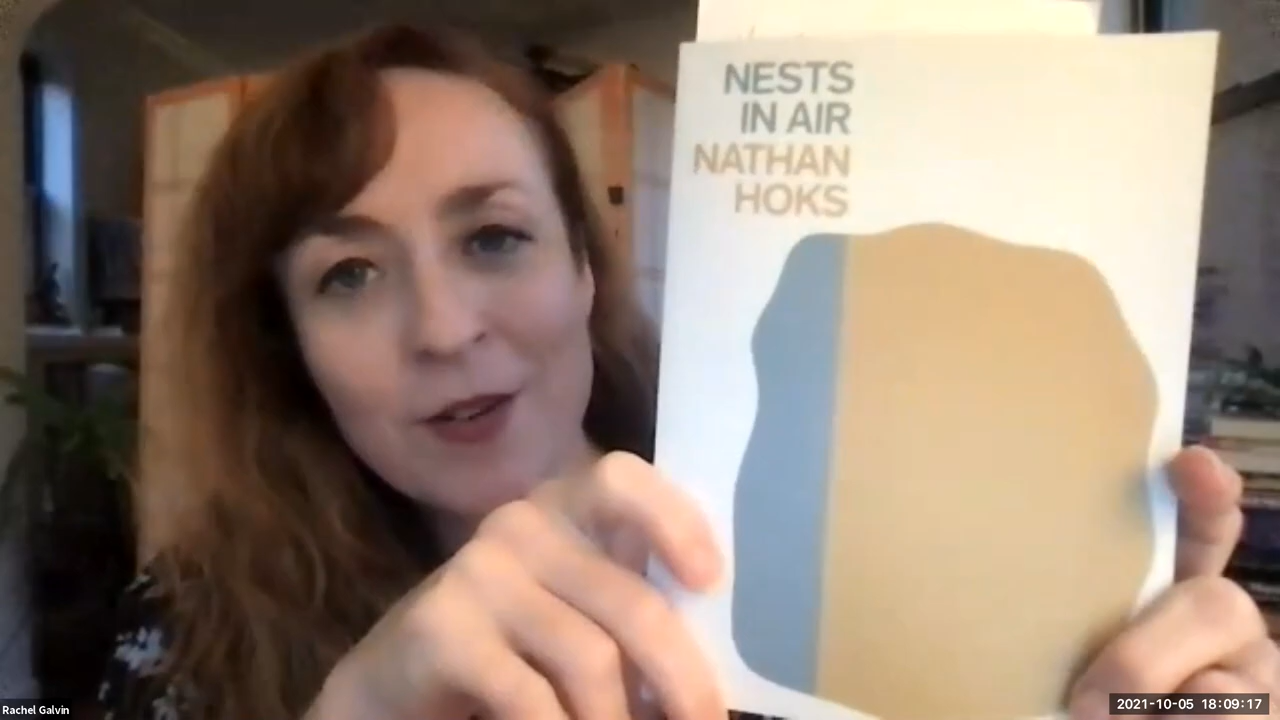 NESTS
IN AIR
NATHAN
HOKS
Rachel Galvin
2021-10-05 18:09:17